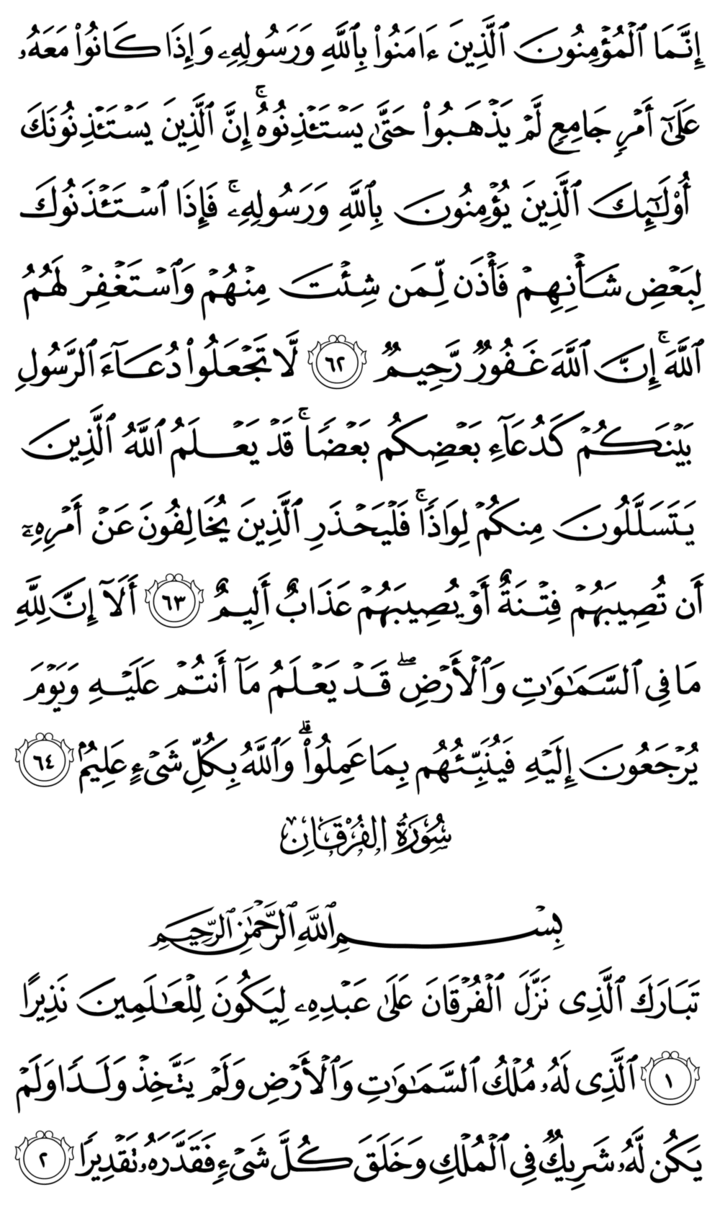 إِنَّمَا ٱلْمُؤْمِنُونَ ٱلَّذِينَ ءَامَنُوا۟ بِٱللَّهِ وَرَسُولِهِۦ وَإِذَا كَانُوا۟ مَعَهُۥ
عَلَىٰٓ أَمْرٍ جَامِعٍ لَّمْ يَذْهَبُوا۟ حَتَّىٰ يَسْتَـْٔذِنُوهُ ۚ إِنَّ ٱلَّذِينَ يَسْتَـْٔذِنُونَكَ
أُو۟لَـٰٓئِكَ ٱلَّذِينَ يُؤْمِنُونَ بِٱللَّهِ وَرَسُولِهِۦ ۚ فَإِذَا ٱسْتَـْٔذَنُوكَ
لِبَعْضِ شَأْنِهِمْ فَأْذَن لِّمَن شِئْتَ مِنْهُمْ وَٱسْتَغْفِرْ لَهُمُ
ٱللَّهَ ۚ إِنَّ ٱللَّهَ غَفُورٌ رَّحِيمٌ ٦٢ لَّا تَجْعَلُوا۟ دُعَآءَ ٱلرَّسُولِ
بَيْنَكُمْ كَدُعَآءِ بَعْضِكُم بَعْضًا ۚ قَدْ يَعْلَمُ ٱللَّهُ ٱلَّذِينَ
يَتَسَلَّلُونَ مِنكُمْ لِوَاذًا ۚ فَلْيَحْذَرِ ٱلَّذِينَ يُخَالِفُونَ عَنْ أَمْرِهِۦٓ
أَن تُصِيبَهُمْ فِتْنَةٌ أَوْ يُصِيبَهُمْ عَذَابٌ أَلِيمٌ ٦٣ أَلَآ إِنَّ لِلَّهِ
مَا فِى ٱلسَّمَـٰوَٰتِ وَٱلْأَرْضِ ۖ قَدْ يَعْلَمُ مَآ أَنتُمْ عَلَيْهِ وَيَوْمَ
يُرْجَعُونَ إِلَيْهِ فَيُنَبِّئُهُم بِمَا عَمِلُوا۟ ۗ وَٱللَّهُ بِكُلِّ شَىْءٍ عَلِيمٌۢ ٦٤
سُورَةُ الفُرْقَانِ
بِسْمِ ٱللَّهِ ٱلرَّحْمَـٰنِ ٱلرَّحِيمِ
تَبَارَكَ ٱلَّذِى نَزَّلَ ٱلْفُرْقَانَ عَلَىٰ عَبْدِهِۦ لِيَكُونَ لِلْعَـٰلَمِينَ نَذِيرًا
١ ٱلَّذِى لَهُۥ مُلْكُ ٱلسَّمَـٰوَٰتِ وَٱلْأَرْضِ وَلَمْ يَتَّخِذْ وَلَدًا وَلَمْ
يَكُن لَّهُۥ شَرِيكٌ فِى ٱلْمُلْكِ وَخَلَقَ كُلَّ شَىْءٍ فَقَدَّرَهُۥ تَقْدِيرًا ٢